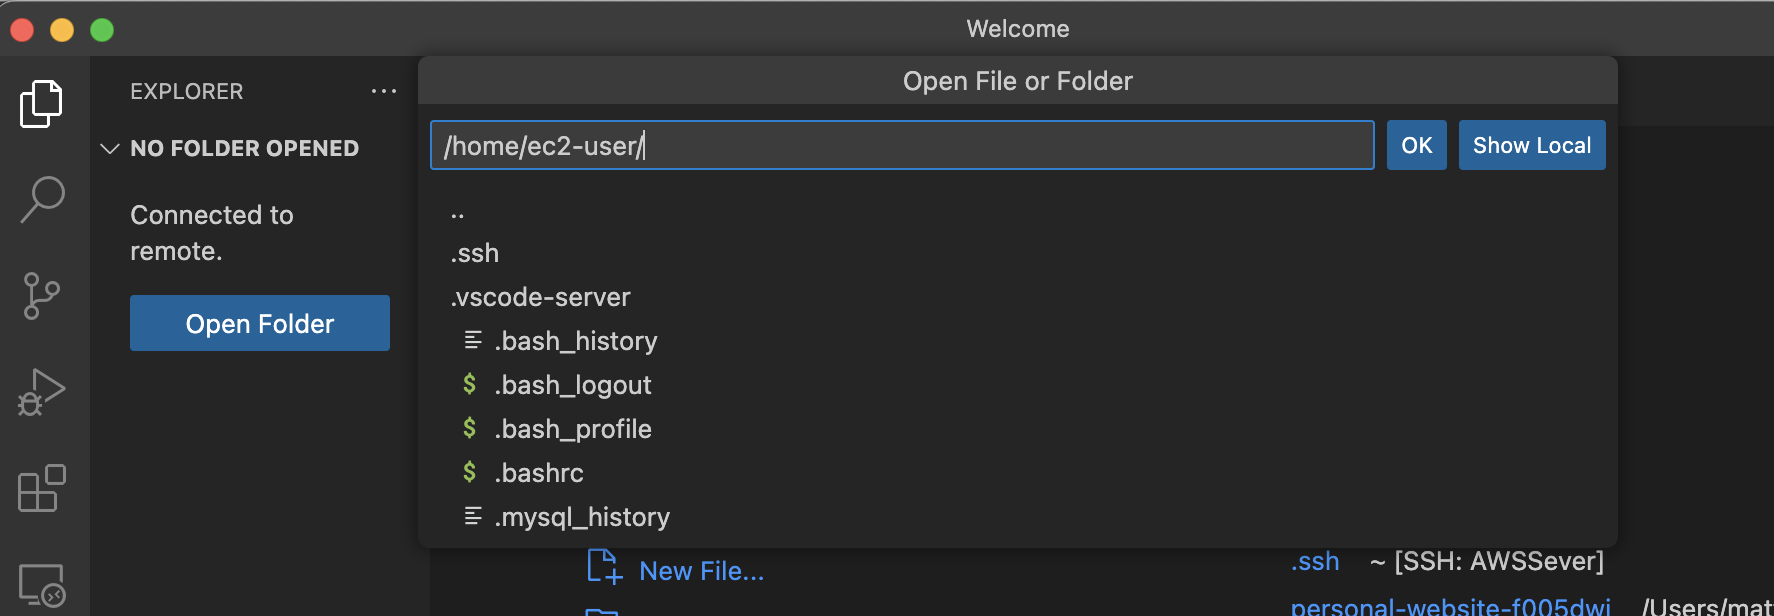 Welcome
EXPLORER
NO FOLDER OPENED
Connected to
remote.
Open Folder
Open File or Folder
/home/ec2-user/
OK
Show Local
..
.ssh
.vscode-server
.bash_history
$ .bash_logout
$ .bash_profile
$ .bashrc
.mysql_history
New File...
.ssh ~ [SSH: AWSSever]
personal-website-f005dwi /Users/mat